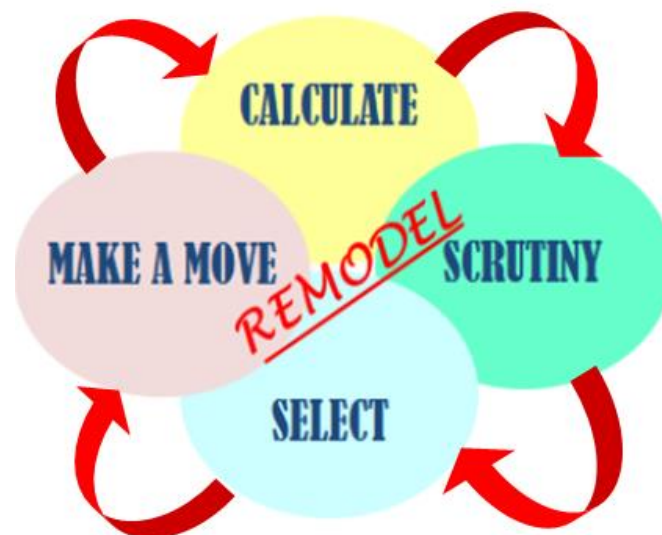 CALCULATE
MAKE A MOVE
REMODEL
SCRUTINY
SELECT